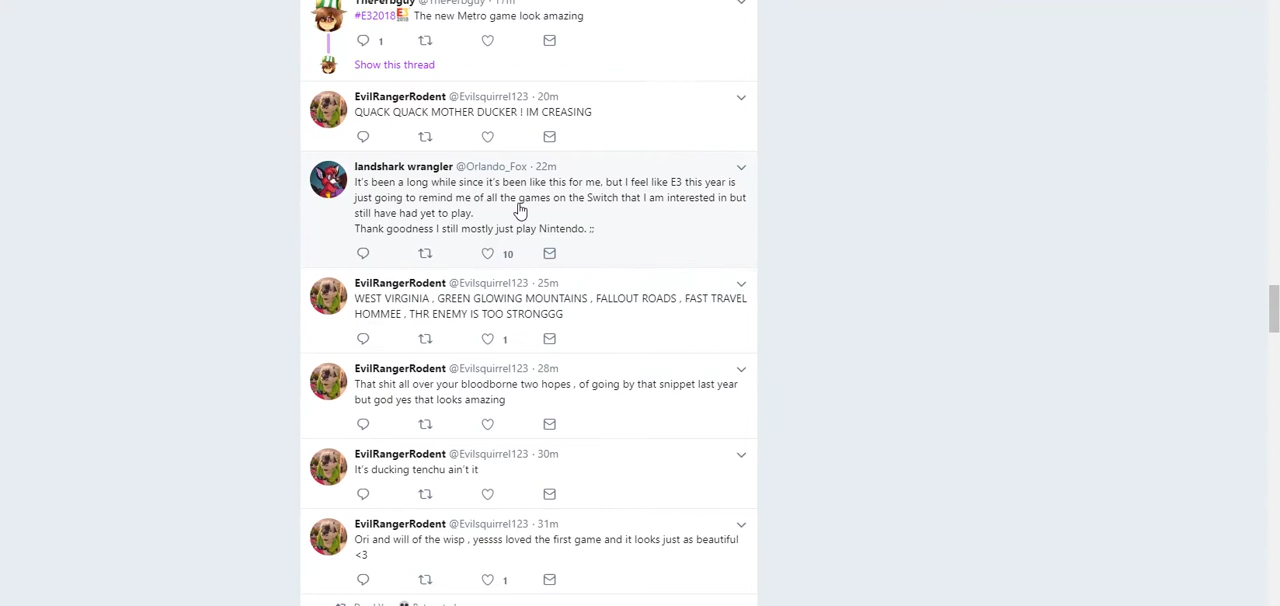 TheFerbguy @TheFerbguy · 17m
#E32018 The new Metro game look amazing
1
Show this thread
EvilRangerRodent @Evilsquirrel123 · 20m
QUACK QUACK MOTHER DUCKER ! IM CREASING
landshark wrangler @Orlando_Fox · 22m
It's been a long while since it's been like this for me, but I feel like E3 this year is
just going to remind me of all the games on the Switch that I am interested in but
still have had yet to play.
Thank goodness I still mostly just play Nintendo. ;;
10
EvilRangerRodent @Evilsquirrel123 · 25m
WEST VIRGINIA , GREEN GLOWING MOUNTAINS , FALLOUT ROADS , FAST TRAVEL
HOMMEE , THR ENEMY IS TOO STRONGGG
1
EvilRangerRodent @Evilsquirrel123 · 28m
That shit all over your bloodborne two hopes , of going by that snippet last year
but god yes that looks amazing
EvilRangerRodent @Evilsquirrel123 · 30m
It's ducking tenchu ain't it
EvilRangerRodent @Evilsquirrel123 · 31m
Ori and will of the wisp , yessss loved the first game and it looks just as beautiful
<3
1